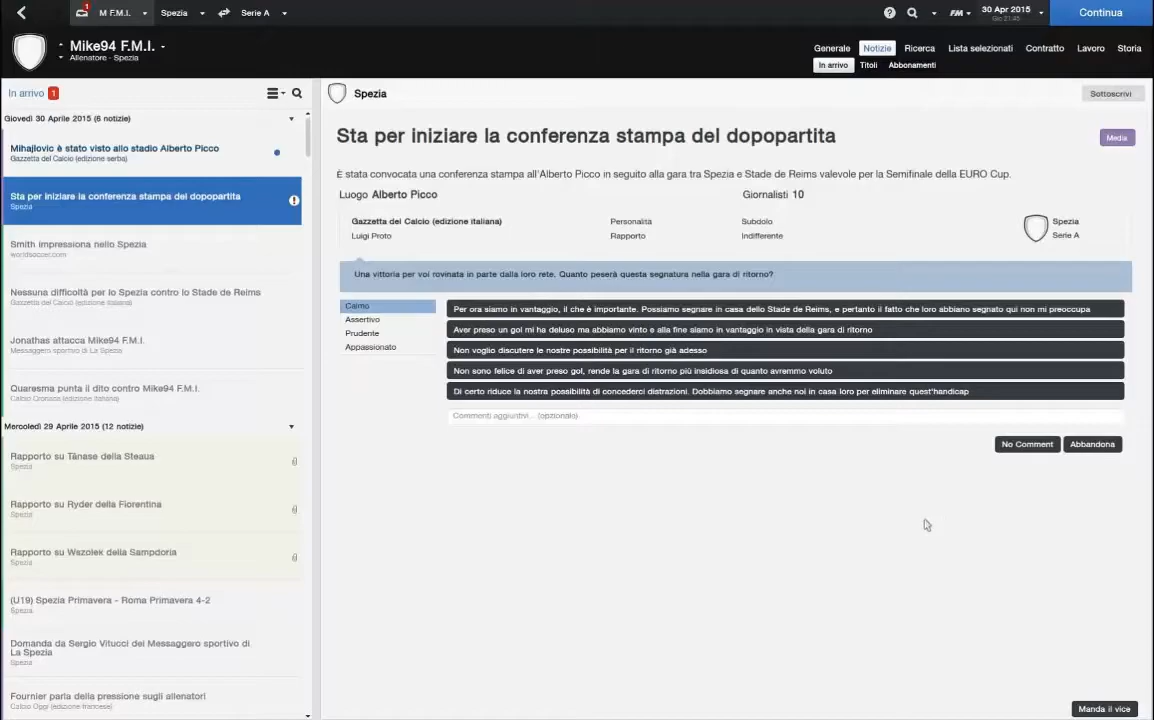 1
M F.M.I.
Spezia
Serie A
30 Apr 2015
Gio 21:45
FM
Continua
Mike94 F.M.I.
Allenatore - Spezia
Generale
Notizie
Ricerca
Lista selezionati
Contratto
Lavoro
Storia
In arrivo
Titoli
Abbonamenti
In arrivo 1
Giovedì 30 Aprile 2015 (6 notizie)
Mihajlovic è stato visto allo stadio Alberto Picco
Gazzetta del Calcio (edizione serba)
Sta per iniziare la conferenza stampa del dopopartita
Spezia
Smith impressiona nello Spezia
worldsoccer.com
Nessuna difficoltà per lo Spezia contro lo Stade de Reims
Gazzetta del Calcio (edizione italiana)
Jonathas attacca Mike94 F.M.I.
Messaggero sportivo di La Spezia
Quaresma punta il dito contro Mike94 F.M.I.
Calcio Cronaca (edizione italiana)
Mercoledì 29 Aprile 2015 (12 notizie)
Rapporto su Tănase della Steaua
Spezia
Rapporto su Ryder della Fiorentina
Spezia
Rapporto su Wszolek della Sampdoria
Spezia
(U19) Spezia Primavera - Roma Primavera 4-2
Spezia
Domanda da Sergio Vitucci del Messaggero sportivo di
La Spezia
Spezia
Fournier parla della pressione sugli allenatori
Calcio Oggi (edizione francese)
Spezia
Sottoscrivi
Sta per iniziare la conferenza stampa del dopopartita
Media
È stata convocata una conferenza stampa all'Alberto Picco in seguito alla gara tra Spezia e Stade de Reims valevole per la Semifinale della EURO Cup.
Luogo Alberto Picco
Giornalisti 10
Gazzetta del Calcio (edizione italiana)
Personalità
Subdolo
Spezia
Luigi Proto
Rapporto
Indifferente
Serie A
Una vittoria per voi rovinata in parte dalla loro rete. Quanto peserà questa segnatura nella gara di ritorno?
Calmo
Assertivo
Prudente
Appassionato
Per ora siamo in vantaggio, il che è importante. Possiamo segnare in casa dello Stade de Reims, e pertanto il fatto che loro abbiano segnato qui non mi preoccupa
Aver preso un gol mi ha deluso ma abbiamo vinto e alla fine siamo in vantaggio in vista della gara di ritorno
Non voglio discutere le nostre possibilità per il ritorno già adesso
Non sono felice di aver preso gol, rende la gara di ritorno più insidiosa di quanto avremmo voluto
Di certo riduce la nostra possibilità di concederci distrazioni. Dobbiamo segnare anche noi in casa loro per eliminare quest'handicap
Commenti aggiuntivi... (opzionale)
No Comment
Abbandona
Manda il vice